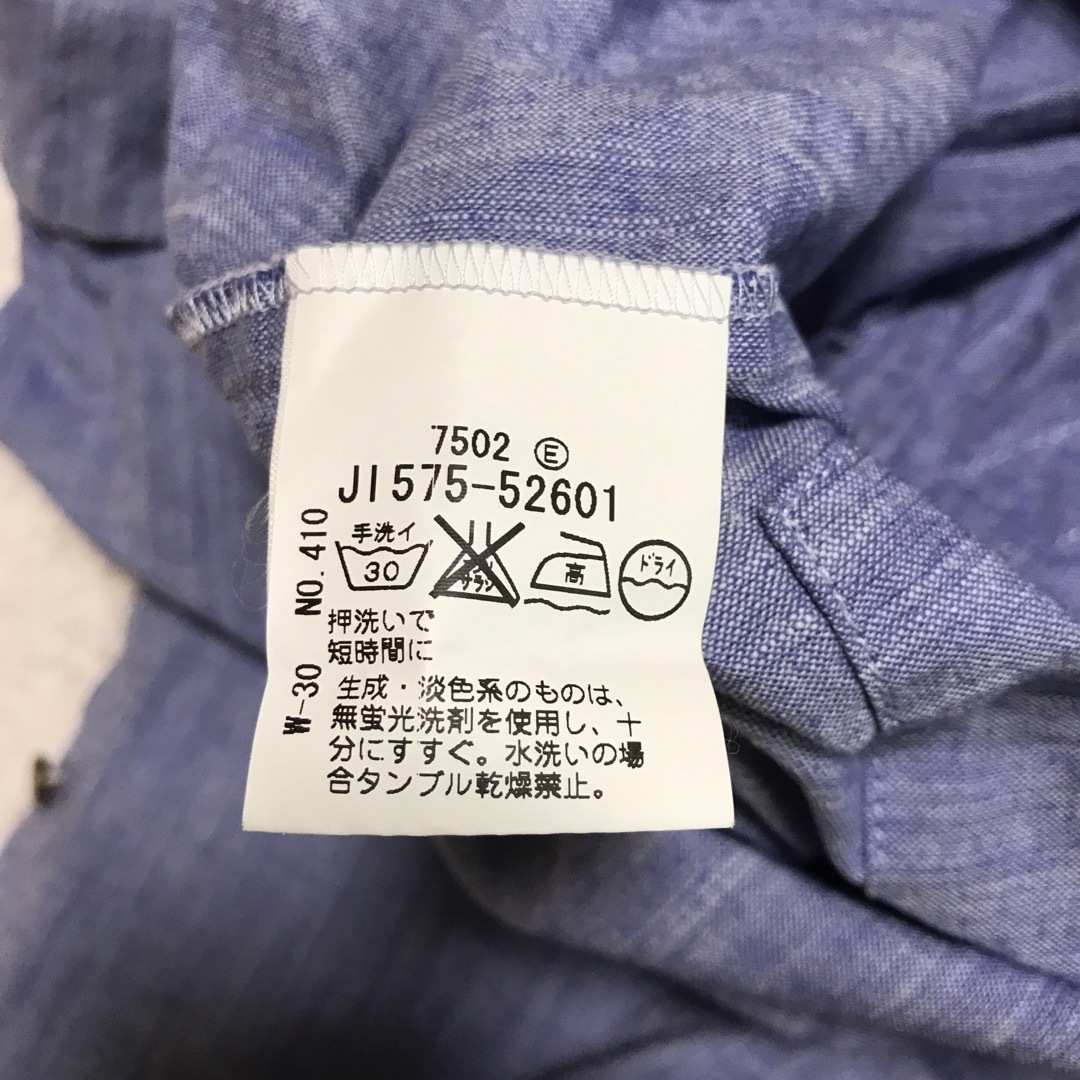 7502 Ⓔ
JI575-52601
手洗イ
30
サラシ
高
ドライ
押洗いで
短時間に
生成・淡色系のものは、
無蛍光洗剤を使用し、十
分にすすぐ。水洗いの場
合タンブル乾燥禁止。
W-30 NO.410